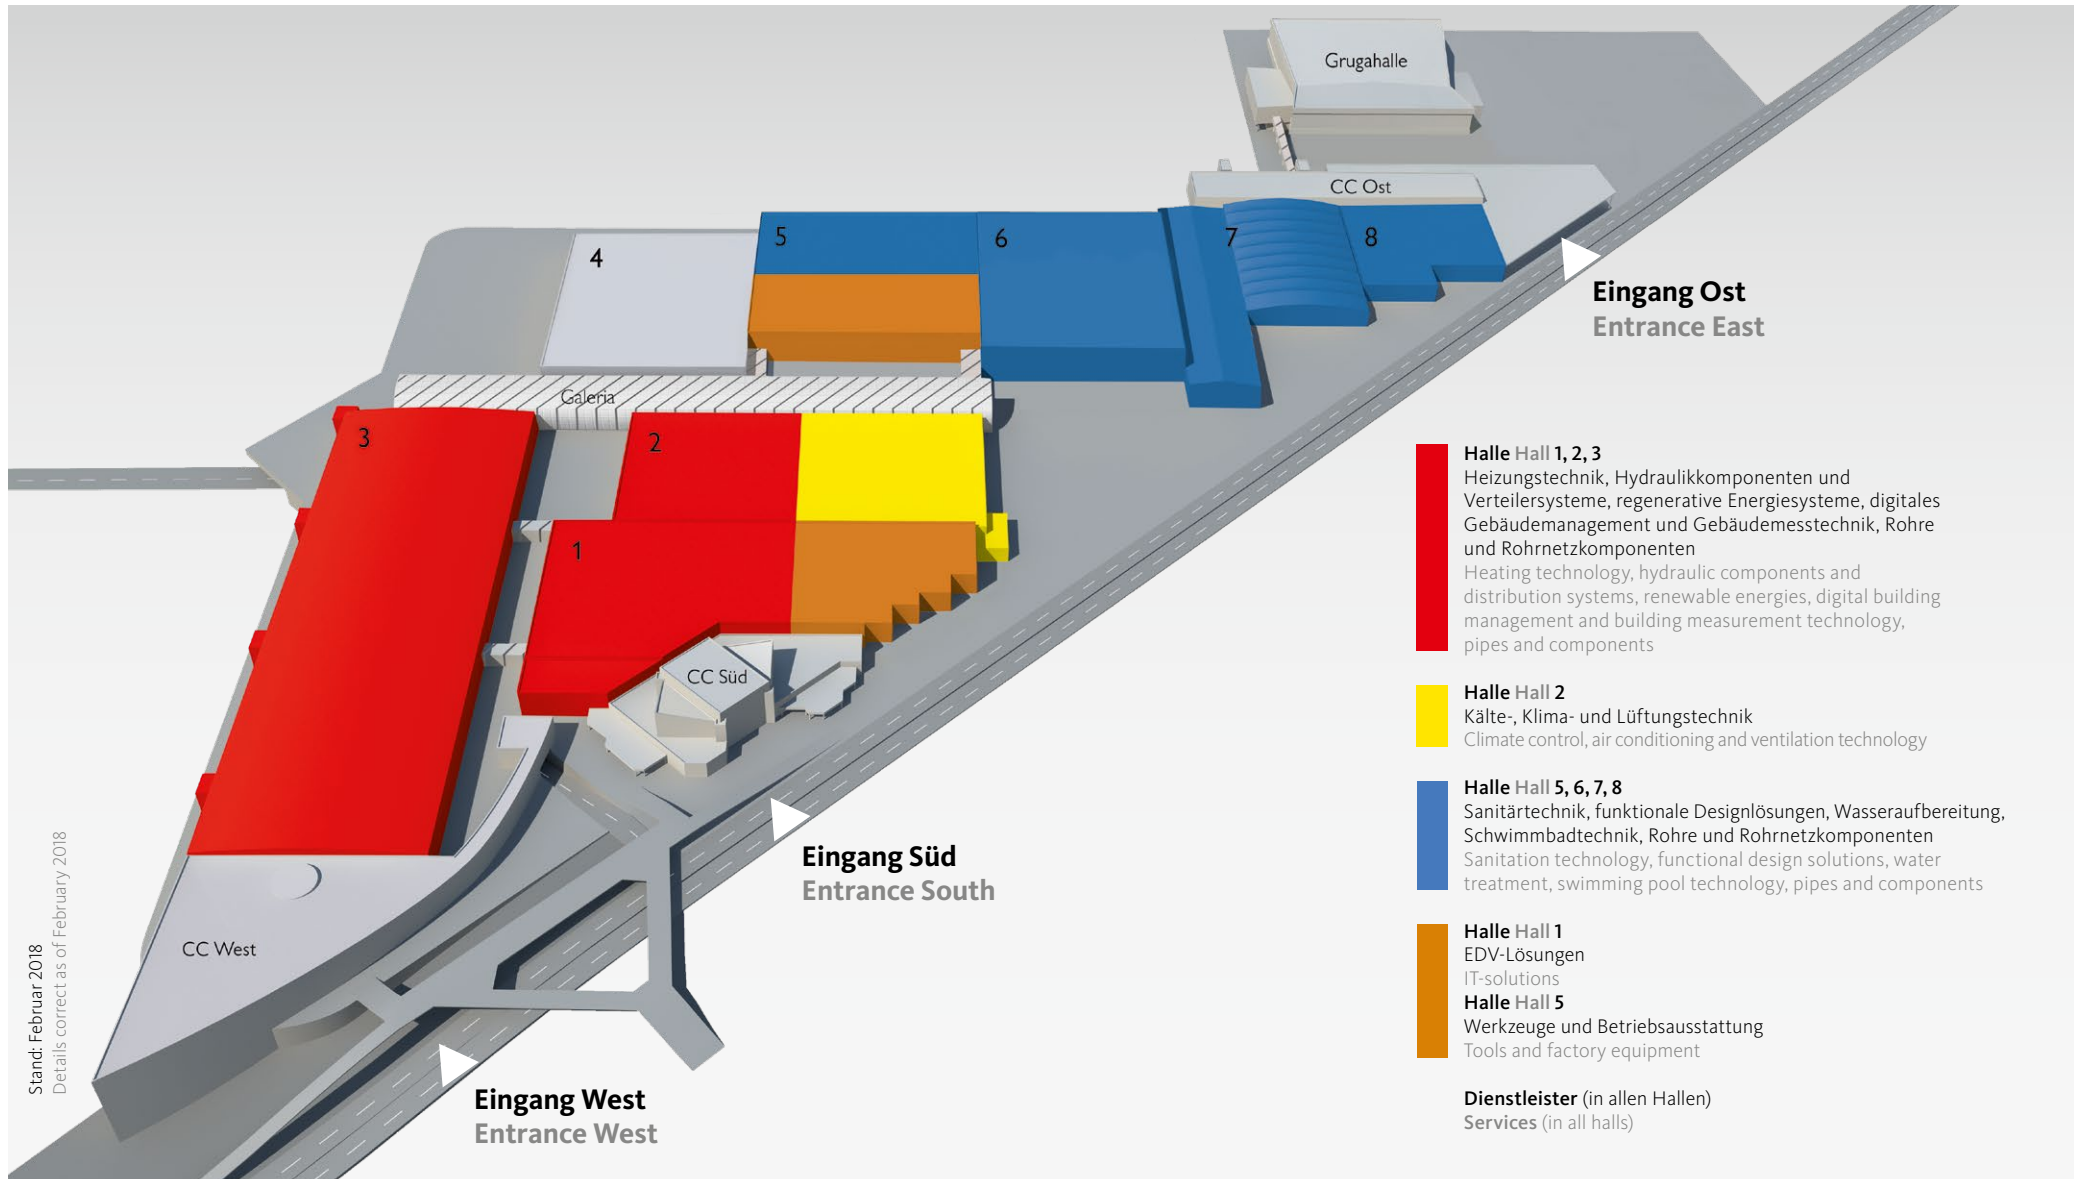 Grugahalle
CC Ost
4
5
6
7
8
Eingang Ost
Entrance East
Galeria
3
2
1
CC Süd
Eingang Süd
Entrance South
CC West
Eingang West
Entrance West
Stand: Februar 2018
Details correct as of February 2018
Halle Hall 1, 2, 3
Heizungstechnik, Hydraulikkomponenten und
Verteilersysteme, regenerative Energiesysteme, digitales
Gebäudemanagement und Gebäudemesstechnik, Rohre
und Rohrnetzkomponenten
Heating technology, hydraulic components and
distribution systems, renewable energies, digital building
management and building measurement technology,
pipes and components
Halle Hall 2
Kälte-, Klima- und Lüftungstechnik
Climate control, air conditioning and ventilation technology
Halle Hall 5, 6, 7, 8
Sanitärtechnik, funktionale Designlösungen, Wasseraufbereitung,
Schwimmbadtechnik, Rohre und Rohrnetzkomponenten
Sanitation technology, functional design solutions, water
treatment, swimming pool technology, pipes and components
Halle Hall 1
EDV-Lösungen
IT-solutions
Halle Hall 5
Werkzeuge und Betriebsausstattung
Tools and factory equipment
Dienstleister (in allen Hallen)
Services (in all halls)